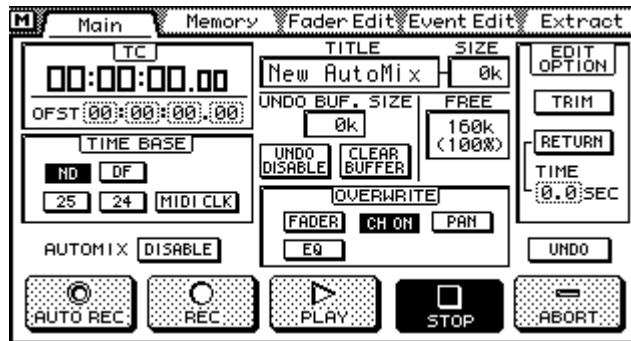 M Main Memory Fader Edit Event Edit Extract
TC
00:00:00.00
OFST 00:00:00.00
TIME BASE
ND DF
25 24 MIDI CLK
AUTOMIX DISABLE
TITLE SIZE
New AutoMix 0k
UNDO BUF. SIZE FREE
0k 160k
(100%)
UNDO DISABLE CLEAR BUFFER
OVERWRITE
FADER CH ON PAN
EQ
EDIT OPTION
TRIM
RETURN
TIME
0.0 SEC
UNDO
AUTO REC REC PLAY STOP ABORT